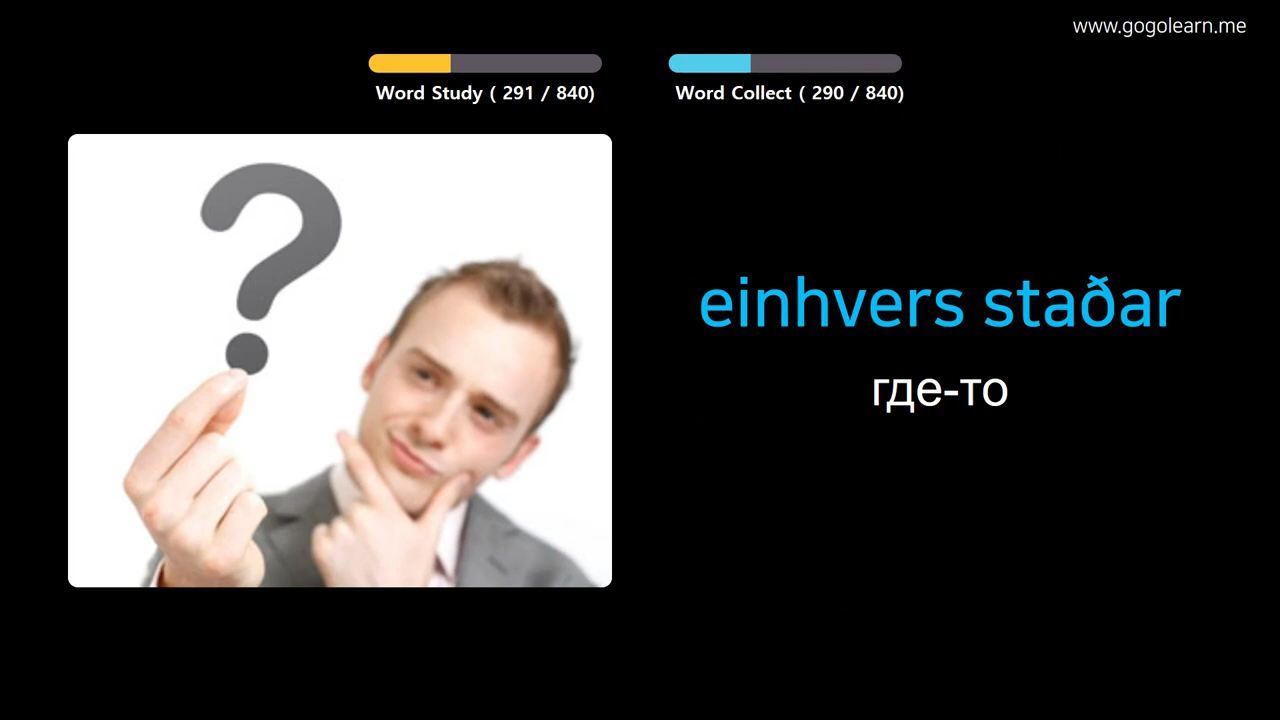 www.gogolearn.me
Word Study ( 291 / 840)
Word Collect ( 290 / 840)
einhvers staðar
где-то